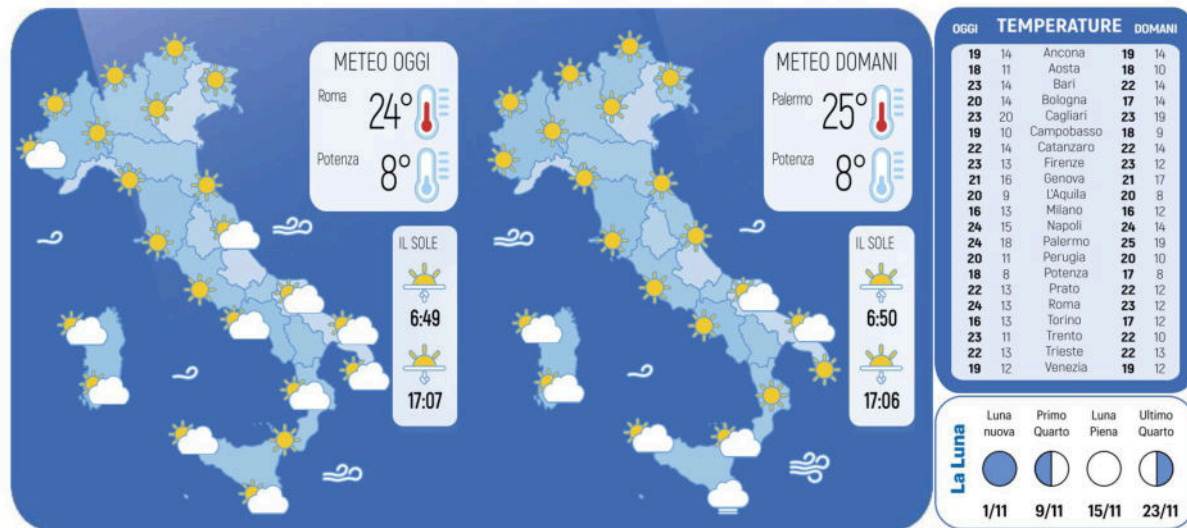 METEO OGGI
Roma
24°
Potenza
8°
IL SOLE
6:49
17:07
METEO DOMANI
Palermo
25°
Potenza
8°
IL SOLE
6:50
17:06
OGGI TEMPERATURE DOMANI
19 14 Ancona 19 14
18 11 Aosta 18 10
23 14 Bari 22 14
20 14 Bologna 17 14
23 20 Cagliari 23 19
19 10 Campobasso 18 9
22 14 Catanzaro 22 14
23 13 Firenze 23 12
21 16 Genova 21 17
20 9 L'Aquila 20 8
16 13 Milano 16 12
24 15 Napoli 24 14
24 18 Palermo 25 19
20 11 Perugia 20 10
18 8 Potenza 17 8
22 13 Prato 22 12
24 13 Roma 23 12
16 13 Torino 17 12
23 11 Trento 22 10
22 13 Trieste 22 13
19 12 Venezia 19 12
La Luna
Luna nuova
Primo Quarto
Luna Piena
Ultimo Quarto
1/11 9/11 15/11 23/11